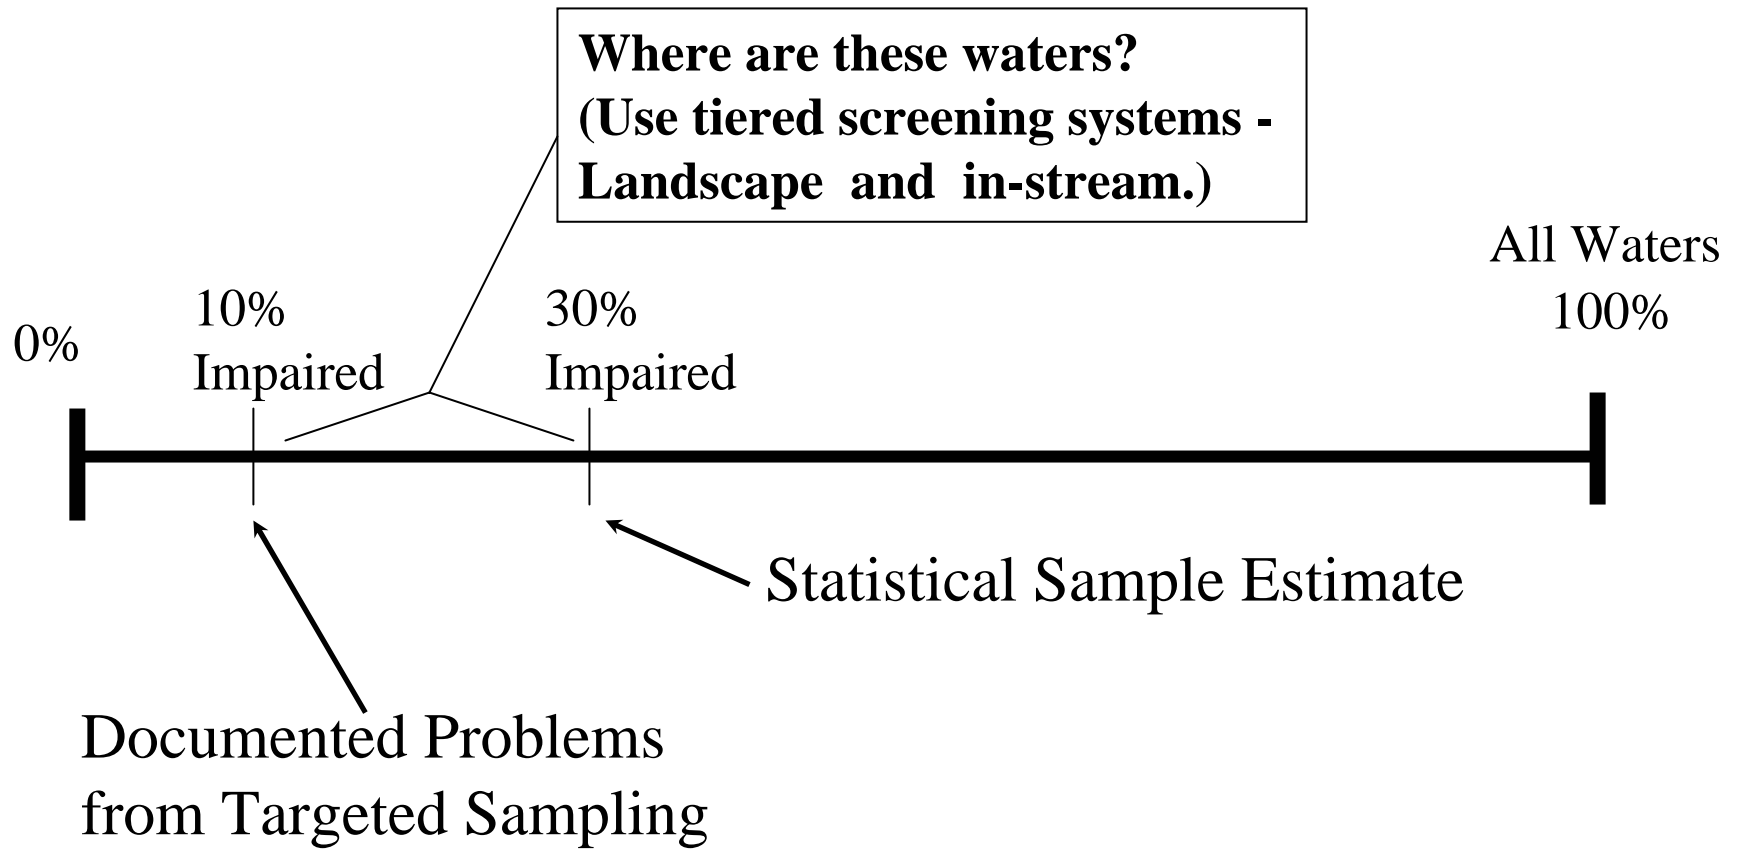 Where are these waters?
(Use tiered screening systems -
Landscape and in-stream.)
All Waters
100%
0%
10%
Impaired
30%
Impaired
Statistical Sample Estimate
Documented Problems
from Targeted Sampling